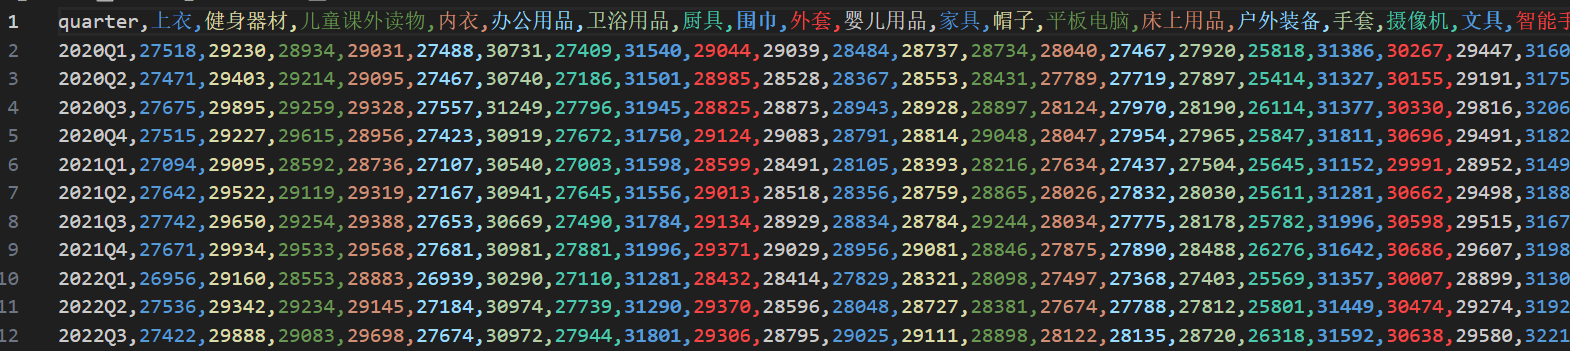 1 quarter,上衣,健身器材,儿童课外读物,内衣,办公用品,卫浴用品,厨具,围巾,外套,婴儿用品,家具,帽子,平板电脑,床上用品,户外装备,手套,摄像机,文具,智能手
2 2020Q1,27518,29230,28934,29031,27488,30731,27409,31540,29044,29039,28484,28737,28734,28040,27467,27920,25818,31386,30267,29447,3160
3 2020Q2,27471,29403,29214,29095,27467,30740,27186,31501,28985,28528,28367,28553,28431,27789,27719,27897,25414,31327,30155,29191,3175
4 2020Q3,27675,29895,29259,29328,27557,31249,27796,31945,28825,28873,28943,28928,28897,28124,27970,28190,26114,31377,30330,29816,3206
5 2020Q4,27515,29227,29615,28956,27423,30919,27672,31750,29124,29083,28791,28814,29048,28047,27954,27965,25847,31811,30696,29491,3182
6 2021Q1,27094,29095,28592,28736,27107,30540,27003,31598,28599,28491,28105,28393,28216,27634,27437,27504,25645,31152,29991,28952,3149
7 2021Q2,27642,29522,29119,29319,27167,30941,27645,31556,29013,28518,28356,28759,28865,28026,27832,28030,25611,31281,30662,29498,3188
8 2021Q3,27742,29650,29254,29388,27653,30669,27490,31784,29134,28929,28834,28784,29244,28034,27775,28178,25782,31996,30598,29515,3167
9 2021Q4,27671,29934,29533,29568,27681,30981,27881,31996,29371,29029,28956,29081,28846,27875,27890,28488,26276,31642,30686,29607,3198
10 2022Q1,26956,29160,28553,28883,26939,30290,27110,31281,28432,28414,27829,28321,28098,27497,27368,27403,25569,31357,30007,28899,3130
11 2022Q2,27536,29342,29234,29145,27184,30974,27739,31290,29370,28596,28048,28727,28381,27674,27788,27812,25801,31449,30474,29274,3192
12 2022Q3,27422,29888,29083,29698,27674,30972,27944,31801,29306,28795,29025,29111,28898,28122,28135,28720,26318,31592,30638,29580,3221